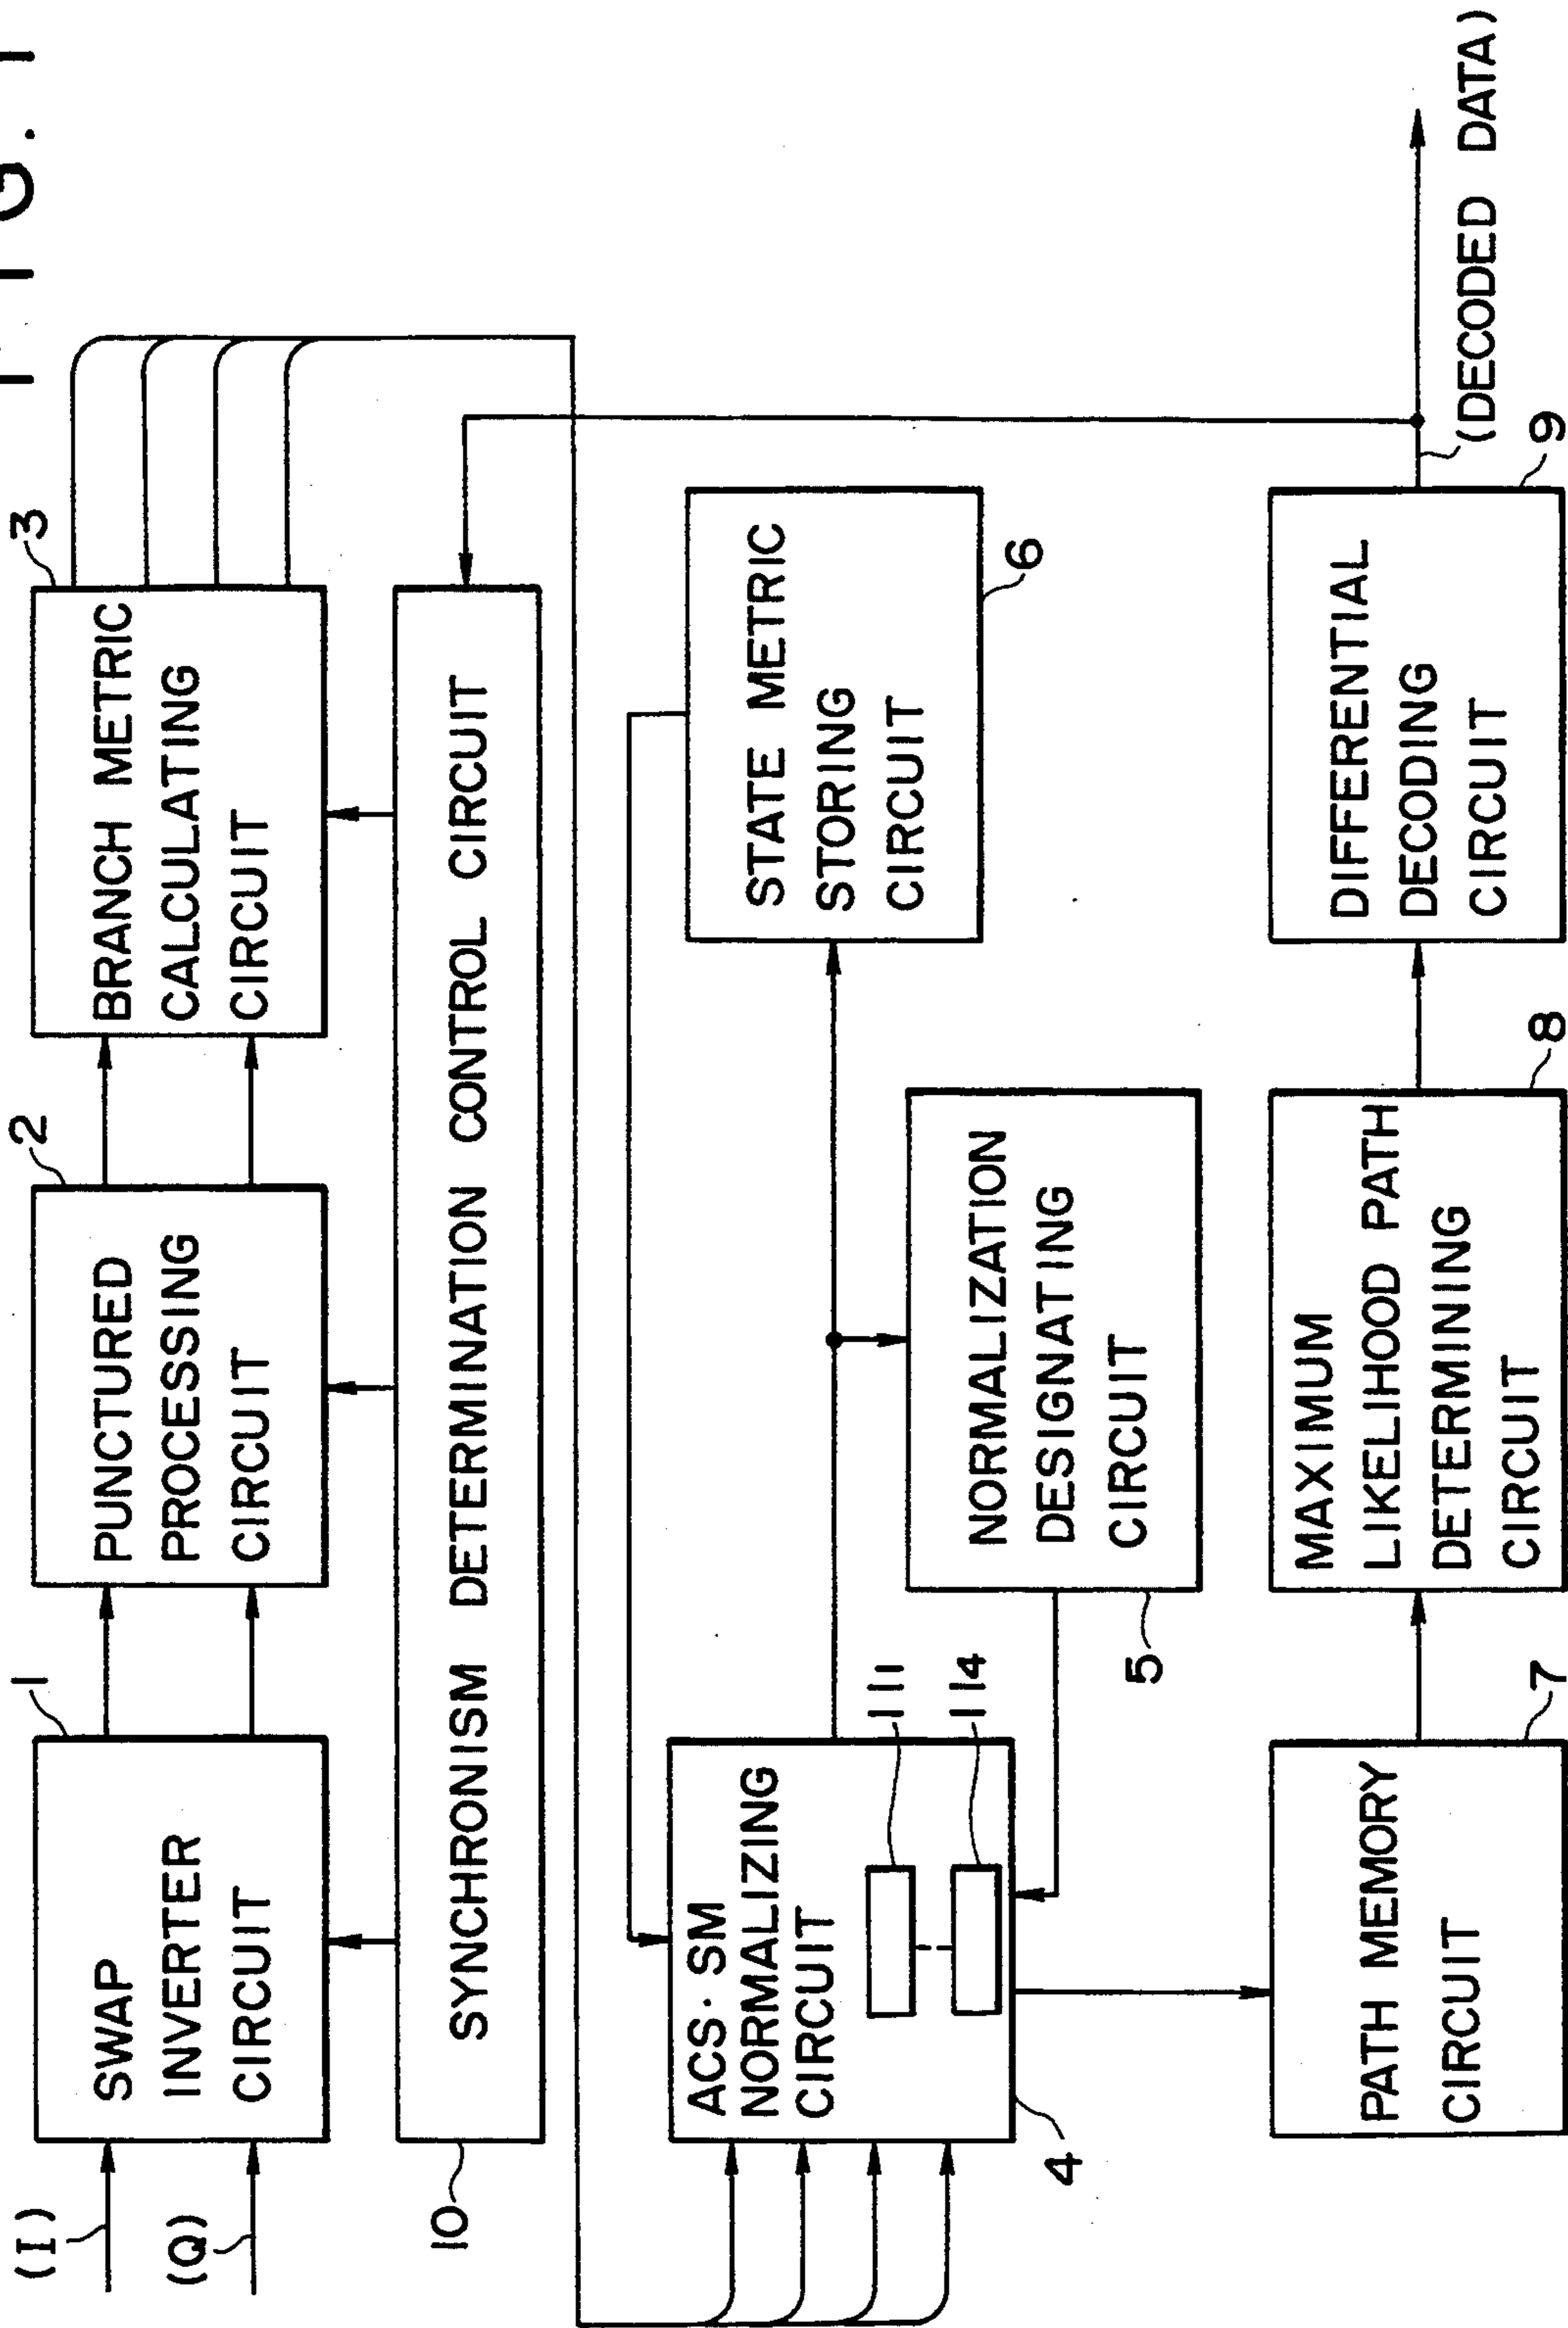 FIG. 1
(I)
(Q)
1
SWAP
INVERTER
CIRCUIT
2
PUNCTURED
PROCESSING
CIRCUIT
3
BRANCH METRIC
CALCULATING
CIRCUIT
10
SYNCHRONISM DETERMINATION CONTROL CIRCUIT
4
ACS·SM
NORMALIZING
CIRCUIT
111
114
5
NORMALIZATION
DESIGNATING
CIRCUIT
6
STATE METRIC
STORING
CIRCUIT
7
PATH MEMORY
CIRCUIT
8
MAXIMUM
LIKELIHOOD PATH
DETERMINING
CIRCUIT
9
DIFFERENTIAL
DECODING
CIRCUIT
(DECODED DATA)